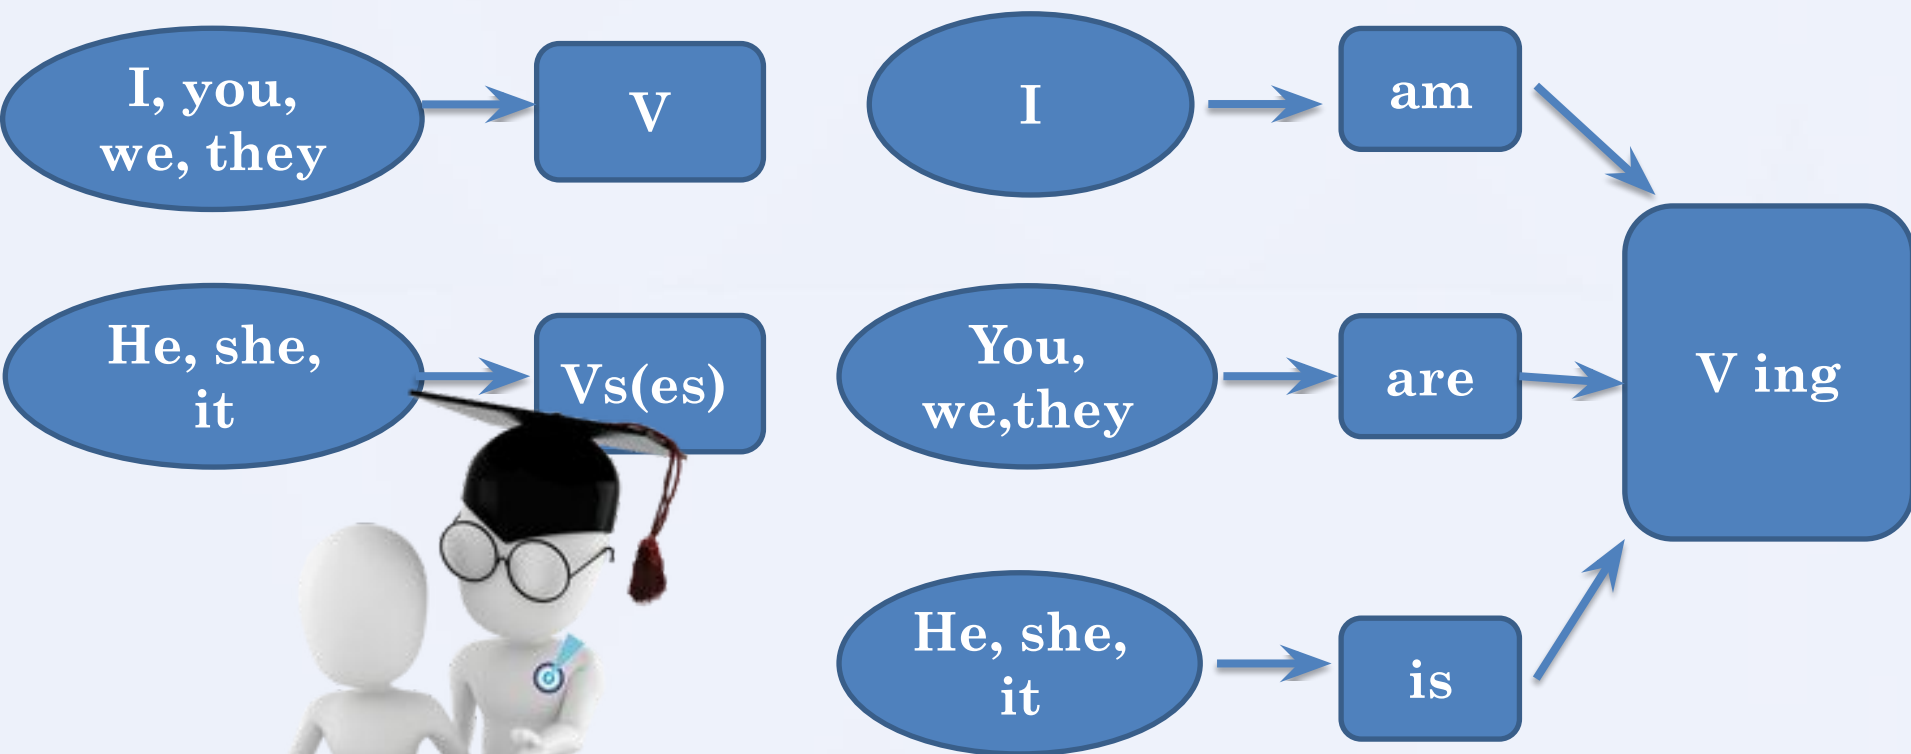 I, you,
we, they
V
He, she,
it
Vs(es)
I
am
You,
we,they
are
He, she,
it
is
V ing